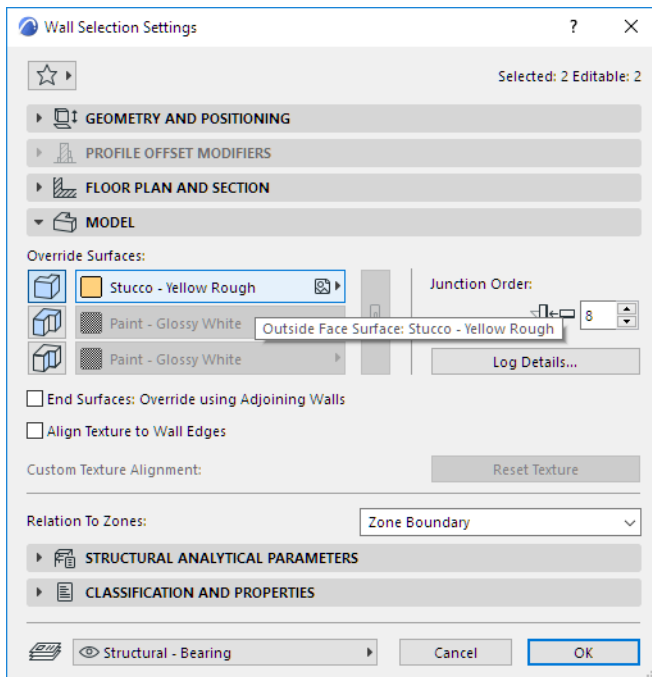 Wall Selection Settings
?
Selected: 2 Editable: 2
GEOMETRY AND POSITIONING
PROFILE OFFSET MODIFIERS
FLOOR PLAN AND SECTION
MODEL
Override Surfaces:
Stucco - Yellow Rough
Junction Order:
Paint - Glossy White
Outside Face Surface: Stucco - Yellow Rough
8
Paint - Glossy White
Log Details...
End Surfaces: Override using Adjoining Walls
Align Texture to Wall Edges
Custom Texture Alignment:
Reset Texture
Relation To Zones:
Zone Boundary
STRUCTURAL ANALYTICAL PARAMETERS
CLASSIFICATION AND PROPERTIES
Structural - Bearing
Cancel
OK